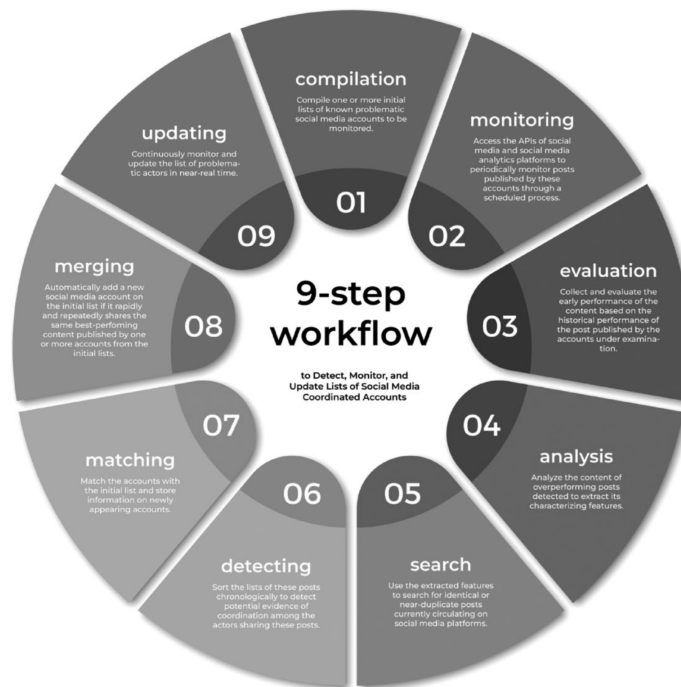 compilation
Compile one or more initial
lists of known problematic
social media accounts to be
monitored.
01
monitoring
Access the APIs of social
media and social media
analytics platforms to
periodically monitor posts
published by these
accounts through a
scheduled process.
02
evaluation
Collect and evaluate the
early performance of the
content based on the
historical performance of
the post published by the
accounts under examina-
tion.
03
analysis
Analyze the content of
overperforming posts
detected to extract its
characterizing features.
04
search
Use the extracted features
to search for identical or
near-duplicate posts
currently circulating on
social media platforms.
05
detecting
Sort the lists of these posts
chronologically to detect
potential evidence of
coordination among the
actors sharing these posts.
06
matching
Match the accounts with
the initial list and store
information on newly
appearing accounts.
07
merging
Automatically add a new
social media account on
the initial list if it rapidly
and repeatedly shares the
same best-perfoming
content published by one
or more accounts from the
initial lists.
08
updating
Continuously monitor and
update the list of problema-
tic actors in near-real time.
09
9-step
workflow
to Detect, Monitor, and
Update Lists of Social Media
Coordinated Accounts